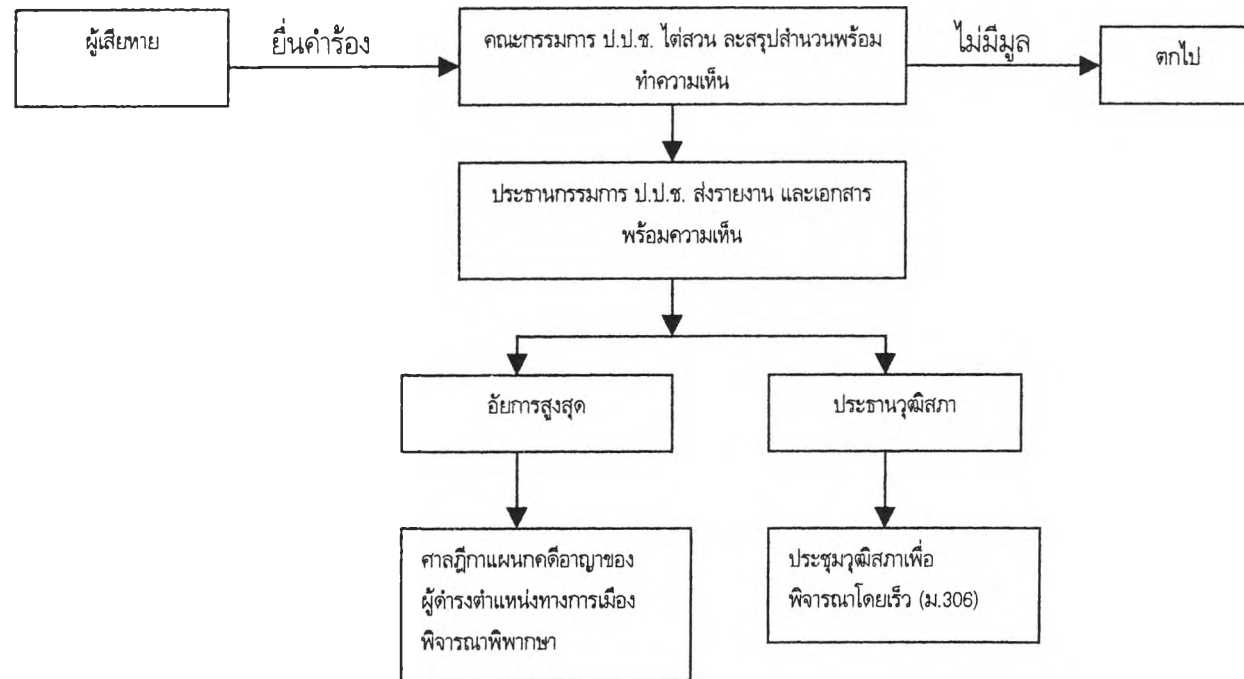 ผู้เสียหาย
ยื่นคำร้อง
คณะกรรมการ ป.ป.ช. ไต่สวน ละสรุปสำนวนพร้อม
ทำความเห็น
ไม่มีมูล
ตกไป
ประธานกรรมการ ป.ป.ช. ส่งรายงาน และเอกสาร
พร้อมความเห็น
อัยการสูงสุด
ประธานวุฒิสภา
ศาลฎีกาแผนกคดีอาญาของ
ผู้ดำรงตำแหน่งทางการเมือง
พิจารณาพิพากษา
ประชุมวุฒิสภาเพื่อ
พิจารณาโดยเร็ว (ม.306)